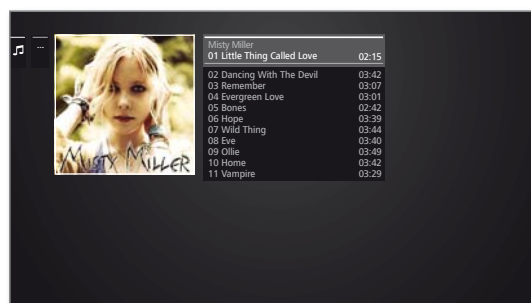 ...
MISTY MILLER
Misty Miller
01 Little Thing Called Love 02:15
02 Dancing With The Devil 03:42
03 Remember 03:07
04 Evergreen Love 03:01
05 Bones 02:42
06 Hope 03:39
07 Wild Thing 03:44
08 Eve 03:40
09 Ollie 03:49
10 Home 03:42
11 Vampire 03:29